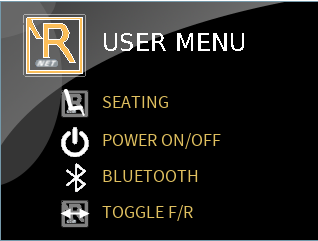 R
NET
USER MENU
SEATING
POWER ON/OFF
BLUETOOTH
TOGGLE F/R